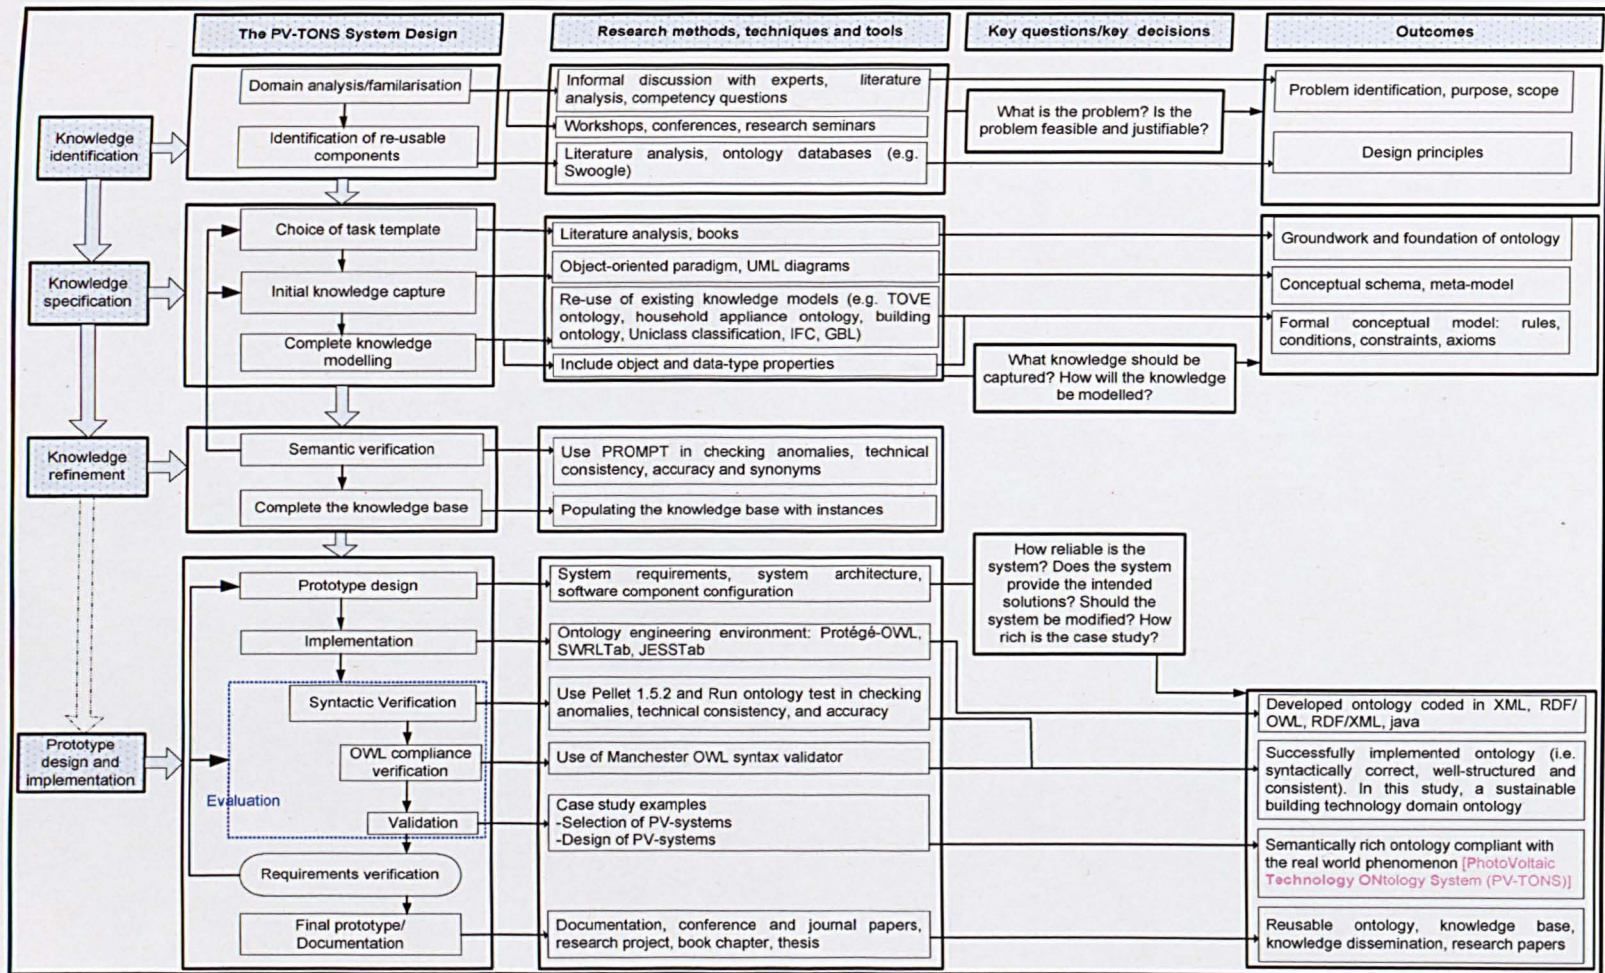 The PV-TONS System Design
Research methods, techniques and tools
Key questions/key decisions
Outcomes
Knowledge
identification
Domain analysis/familarisation
Identification of re-usable
components
Informal discussion with experts, literature
analysis, competency questions
Workshops, conferences, research seminars
Literature analysis, ontology databases (e.g.
Swoogle)
What is the problem? Is the
problem feasible and justifiable?
Problem identification, purpose, scope
Design principles
Knowledge
specification
Choice of task template
Initial knowledge capture
Complete knowledge
modelling
Literature analysis, books
Object-oriented paradigm, UML diagrams
Re-use of existing knowledge models (e.g. TOVE
ontology, household appliance ontology, building
ontology, Uniclass classification, IFC, GBL)
Include object and data-type properties
What knowledge should be
captured? How will the knowledge
be modelled?
Groundwork and foundation of ontology
Conceptual schema, meta-model
Formal conceptual model: rules,
conditions, constraints, axioms
Knowledge
refinement
Semantic verification
Complete the knowledge base
Use PROMPT in checking anomalies, technical
consistency, accuracy and synonyms
Populating the knowledge base with instances
Prototype
design and
implementation
Prototype design
Implementation
Syntactic Verification
OWL compliance
verification
Evaluation
Validation
Requirements verification
Final prototype/
Documentation
System requirements, system architecture,
software component configuration
Ontology engineering environment: Protégé-OWL,
SWRLTab, JESSTab
Use Pellet 1.5.2 and Run ontology test in checking
anomalies, technical consistency, and accuracy
Use of Manchester OWL syntax validator
Case study examples
-Selection of PV-systems
-Design of PV-systems
Documentation, conference and journal papers,
research project, book chapter, thesis
How reliable is the
system? Does the system
provide the intended
solutions? Should the
system be modified? How
rich is the case study?
Developed ontology coded in XML, RDF/
OWL, RDF/XML, java
Successfully implemented ontology (i.e.
syntactically correct, well-structured and
consistent). In this study, a sustainable
building technology domain ontology
Semantically rich ontology compliant with
the real world phenomenon [PhotoVoltaic
Technology ONtology System (PV-TONS)]
Reusable ontology, knowledge base,
knowledge dissemination, research papers